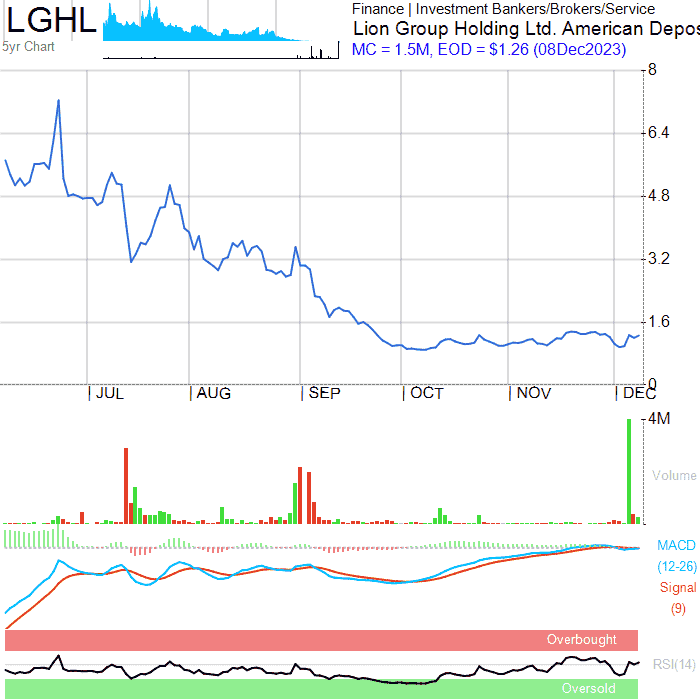 LGHL
5yr Chart
Finance | Investment Bankers/Brokers/Service
Lion Group Holding Ltd. American Depos
MC = 1.5M, EOD = $1.26 (08Dec2023)
8
6.4
4.8
3.2
1.6
0
JUL AUG SEP OCT NOV DEC
4M
Volume
MACD
(12-26)
Signal
(9)
Overbought
RSI(14)
Oversold